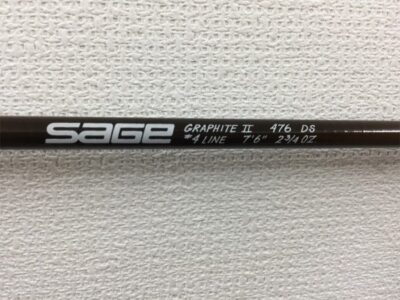 SAGE GRAPHITE II 476 DS
#4 LINE 7'6" 2 3/4 OZ